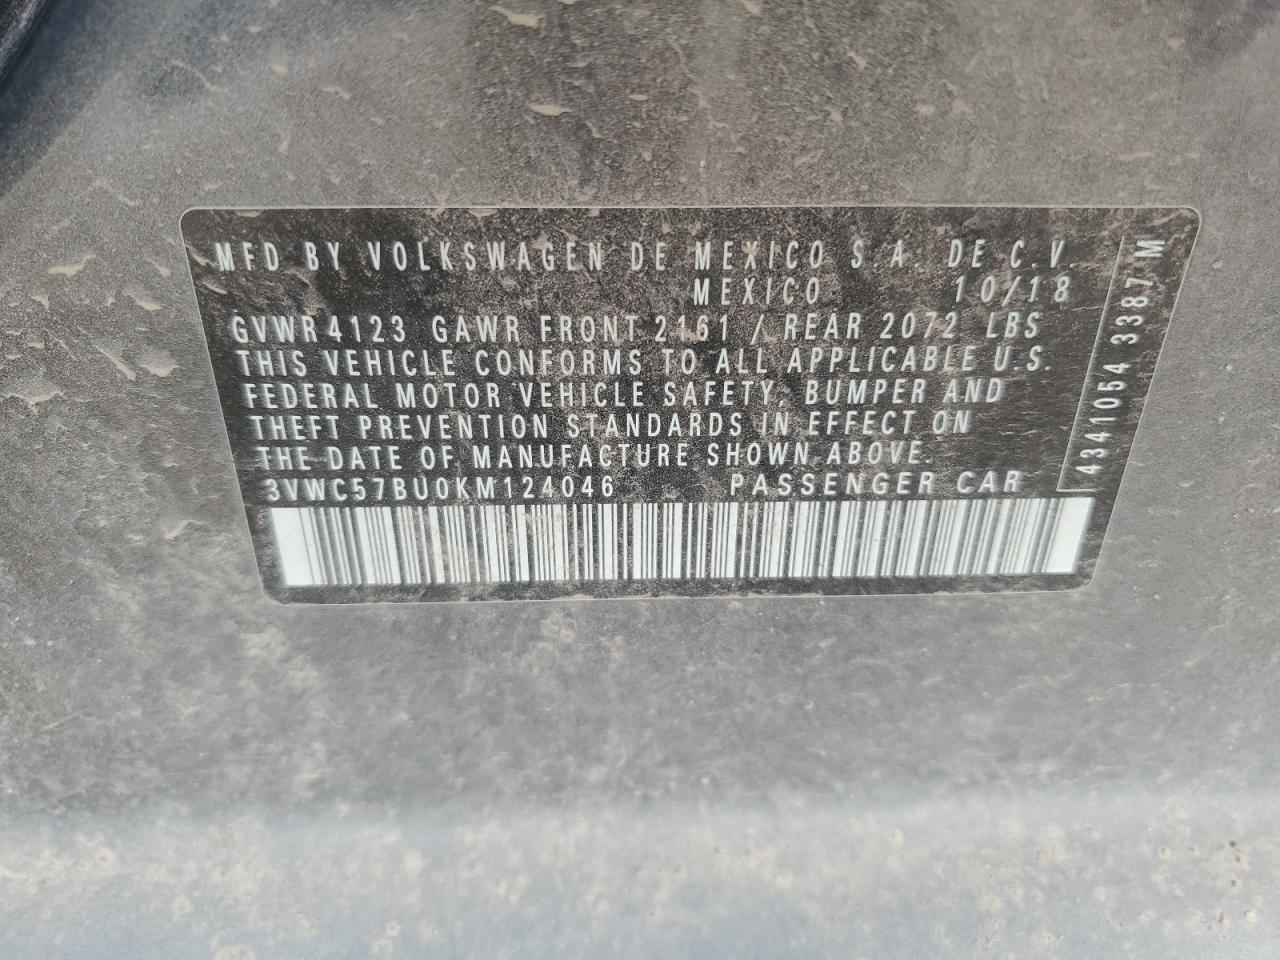 MFD BY VOLKSWAGEN DE MEXICO S.A. DE C.V.
MEXICO 10/18
GVWR 4123 GAWR FRONT 2161 / REAR 2072 LBS
THIS VEHICLE CONFORMS TO ALL APPLICABLE U.S.
FEDERAL MOTOR VEHICLE SAFETY, BUMPER AND
THEFT PREVENTION STANDARDS IN EFFECT ON
THE DATE OF MANUFACTURE SHOWN ABOVE.
3VWC57BU0KM124046 PASSENGER CAR
4341054 3387 M